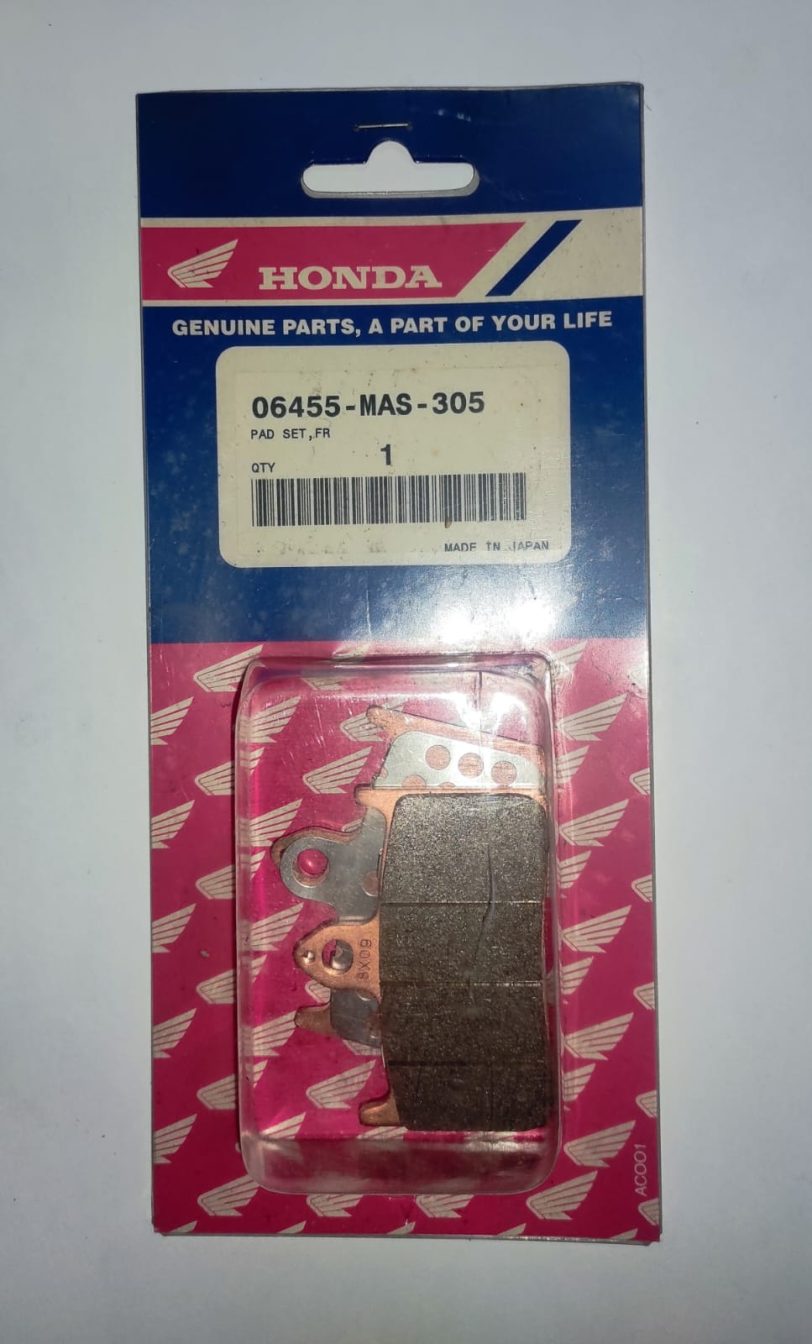 HONDA
GENUINE PARTS, A PART OF YOUR LIFE
06455-MAS-305
PAD SET,FR
QTY 1
MADE IN JAPAN
8X09
AC001